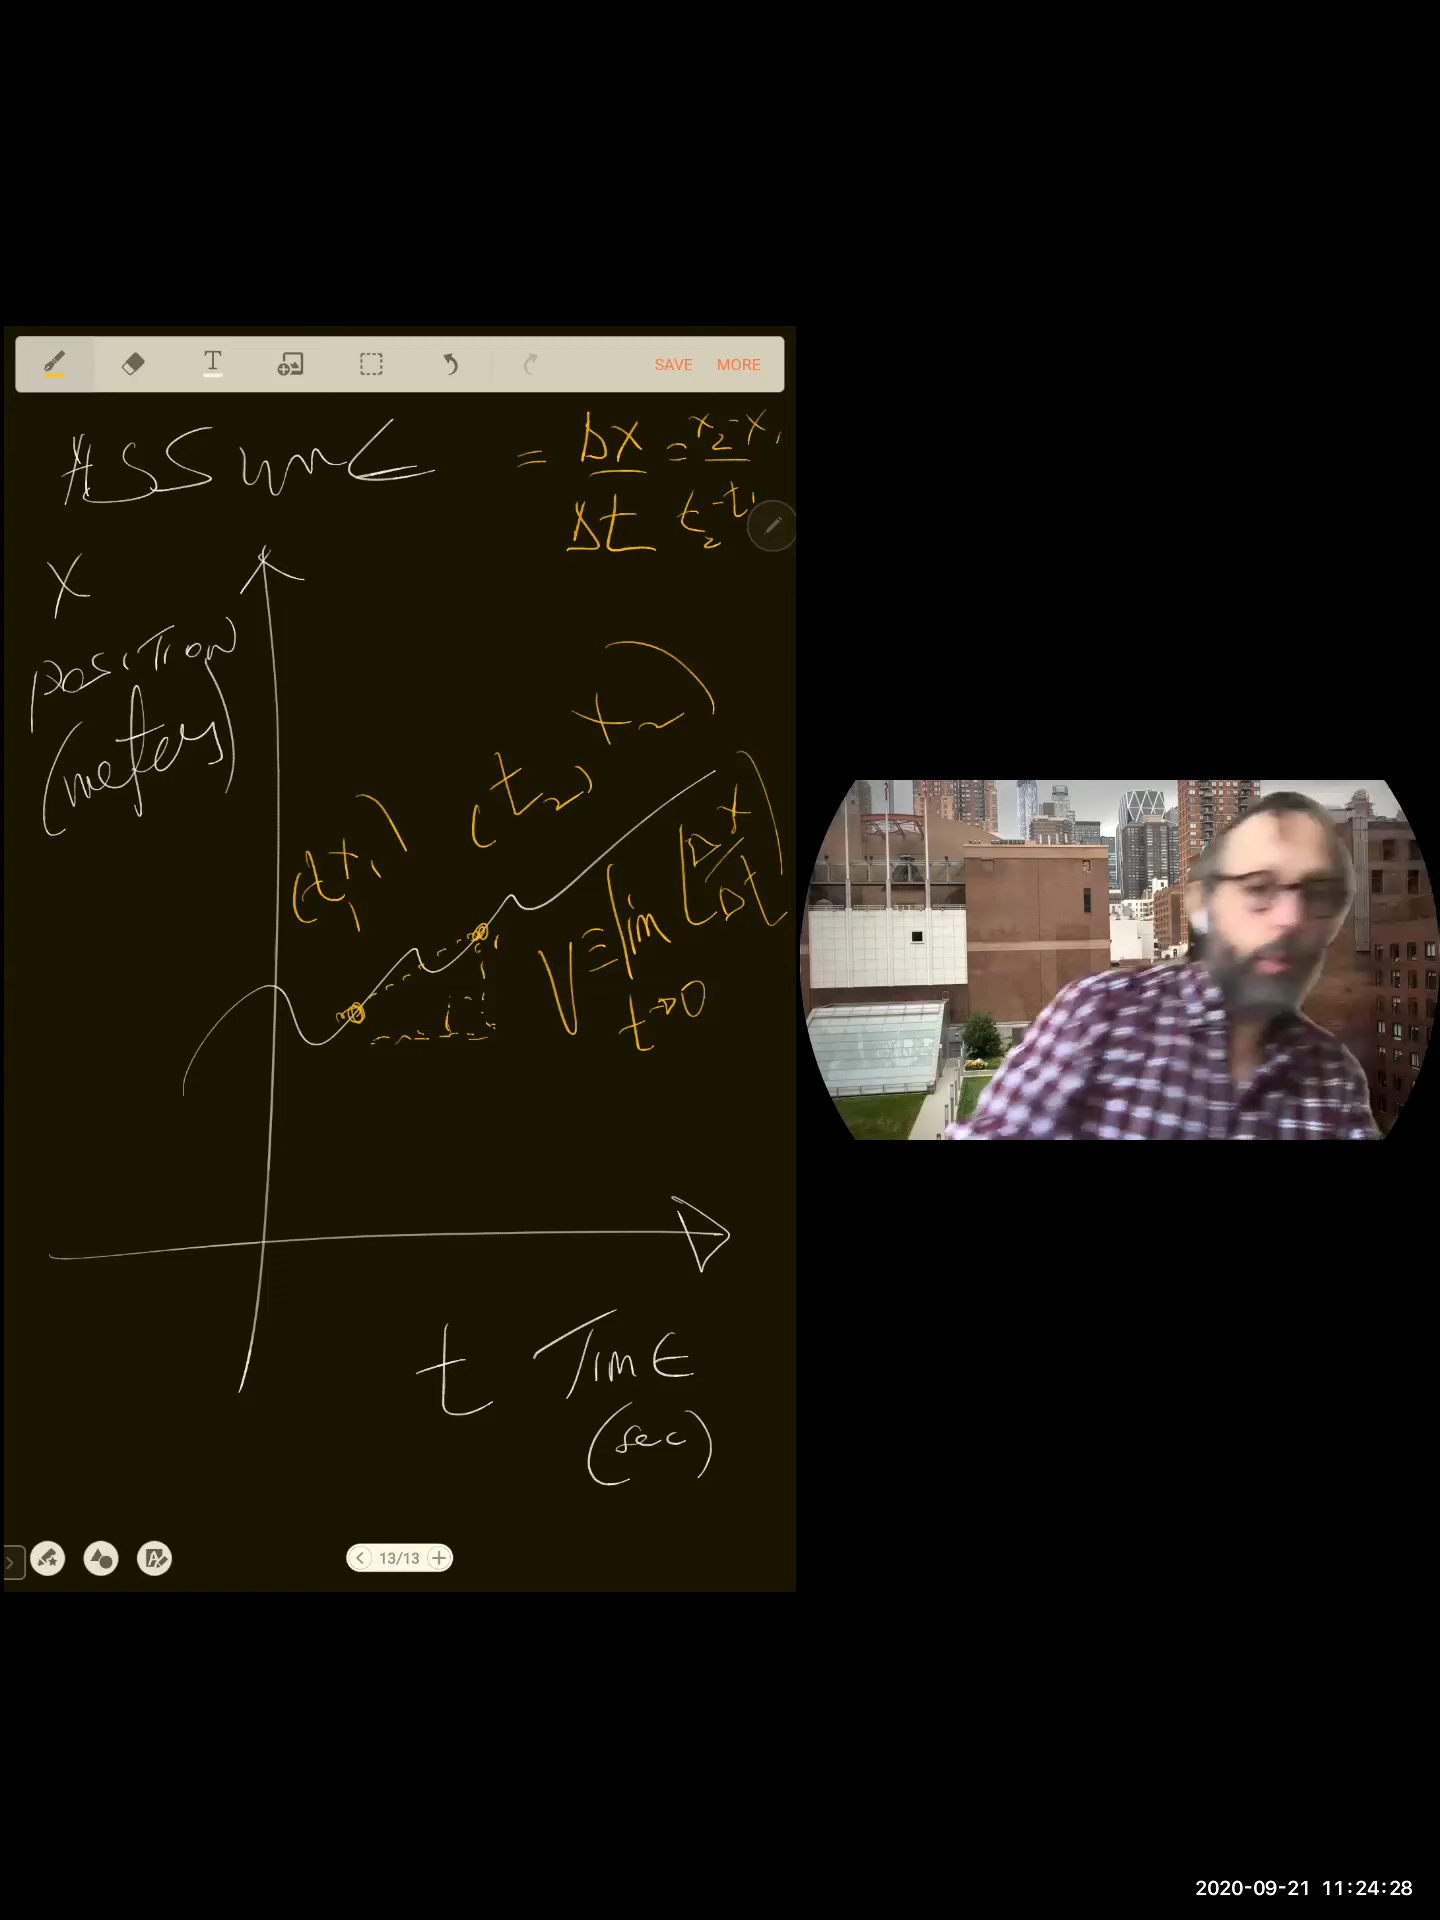 T
SAVE MORE
ASSUME
= Δx/Δt = x₂-x₁/t₂-t₁
x
position
(meters)
(t₁ x₁)
(t₂, x₂)
V = lim [Δx/Δt]
t→0
t TIME
(sec)
A
13/13
2020-09-21 11:24:28